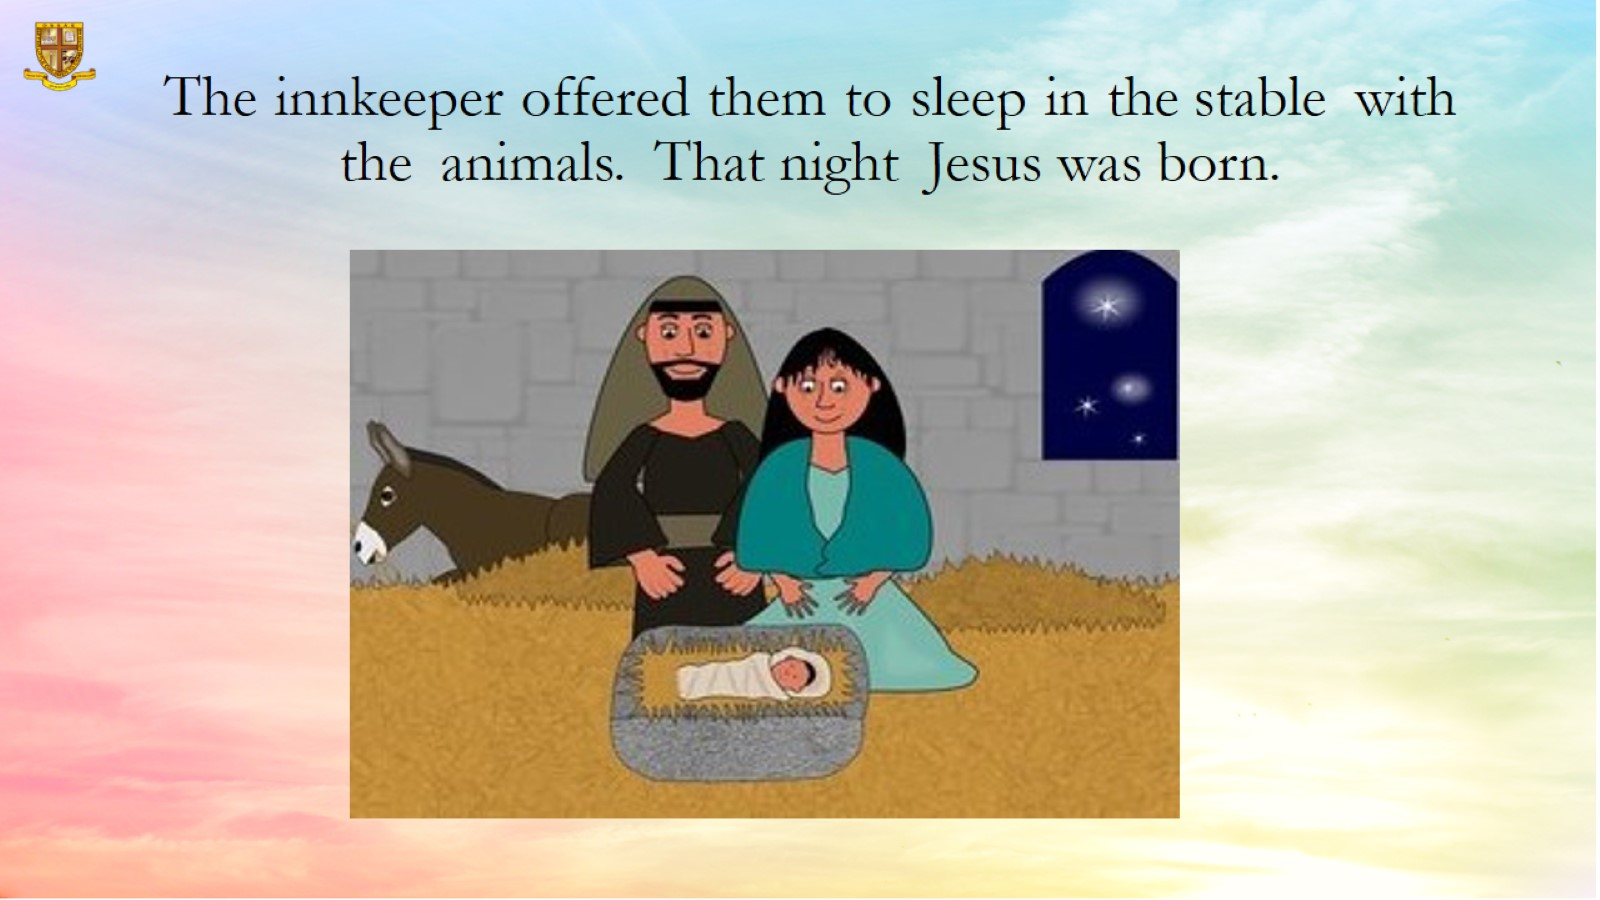 The innkeeper offered them to sleep in the stable with
the animals. That night Jesus was born.